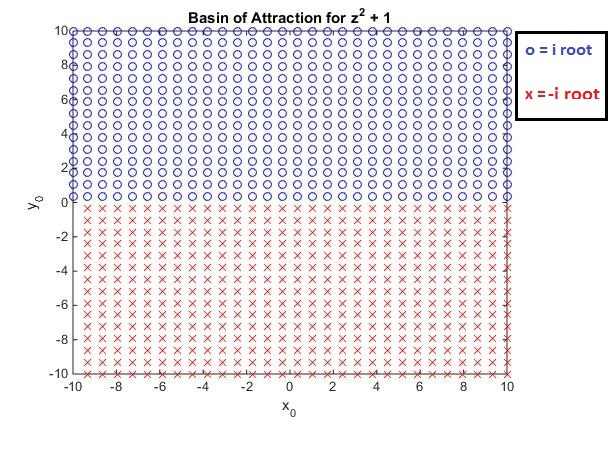 Basin of Attraction for z² + 1
o = i root
x = -i root
10
8
6
4
2
0
-2
-4
-6
-8
-10
y₀
-10 -8 -6 -4 -2 0 2 4 6 8 10
x₀